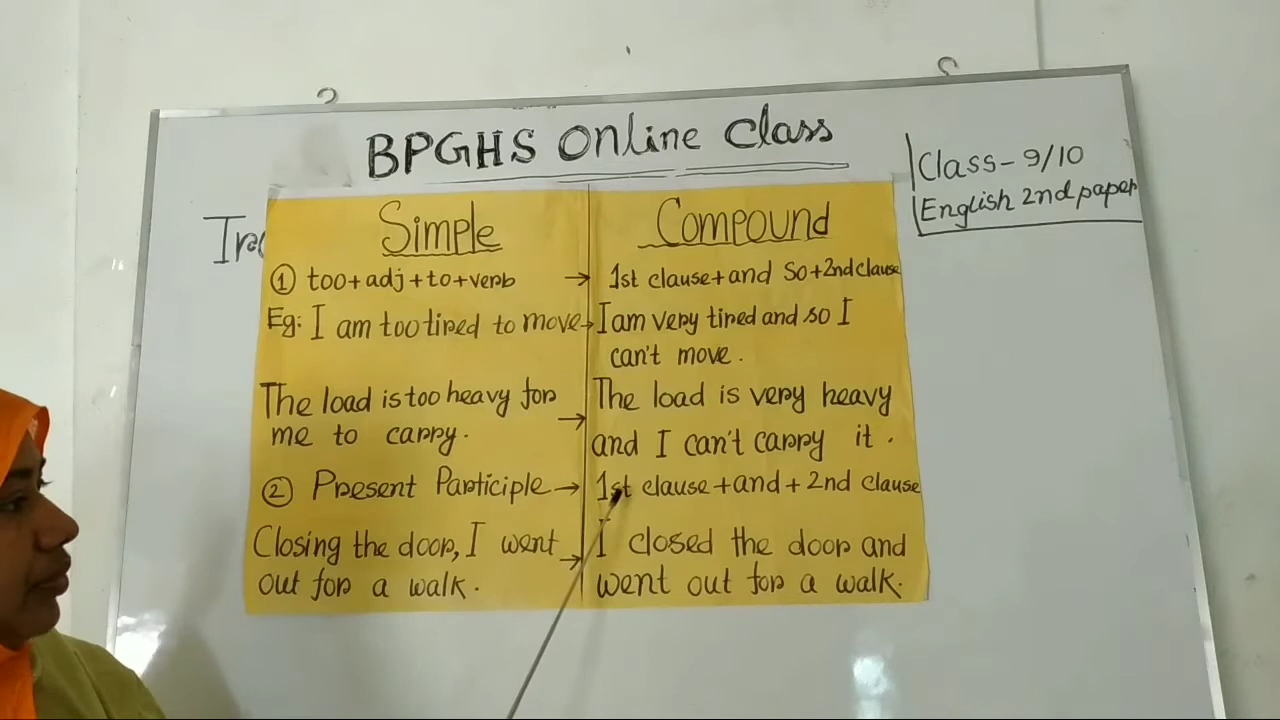 BPGHS Online Class
Class-9/10
English 2nd paper
Simple
Compound
① too+adj+to+verb → 1st clause+and so+2nd clause
Eg: I am too tired to move → I am very tired and so I
can't move.
The load is too heavy for → The load is very heavy
me to carry. and I can't carry it.
② Present Participle → 1st clause+and+2nd clause
Closing the door, I went → I closed the door and
out for a walk. went out for a walk.